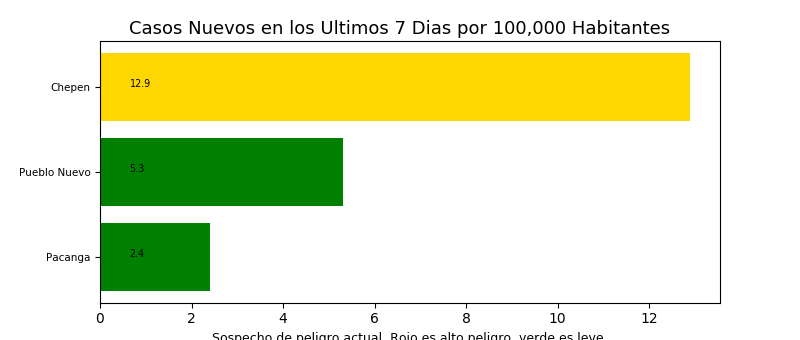 Casos Nuevos en los Ultimos 7 Dias por 100,000 Habitantes
Chepen
12.9
Pueblo Nuevo
5.3
Pacanga
2.4
0 2 4 6 8 10 12
Sospecho de peligro actual. Rojo es alto peligro, verde es leve